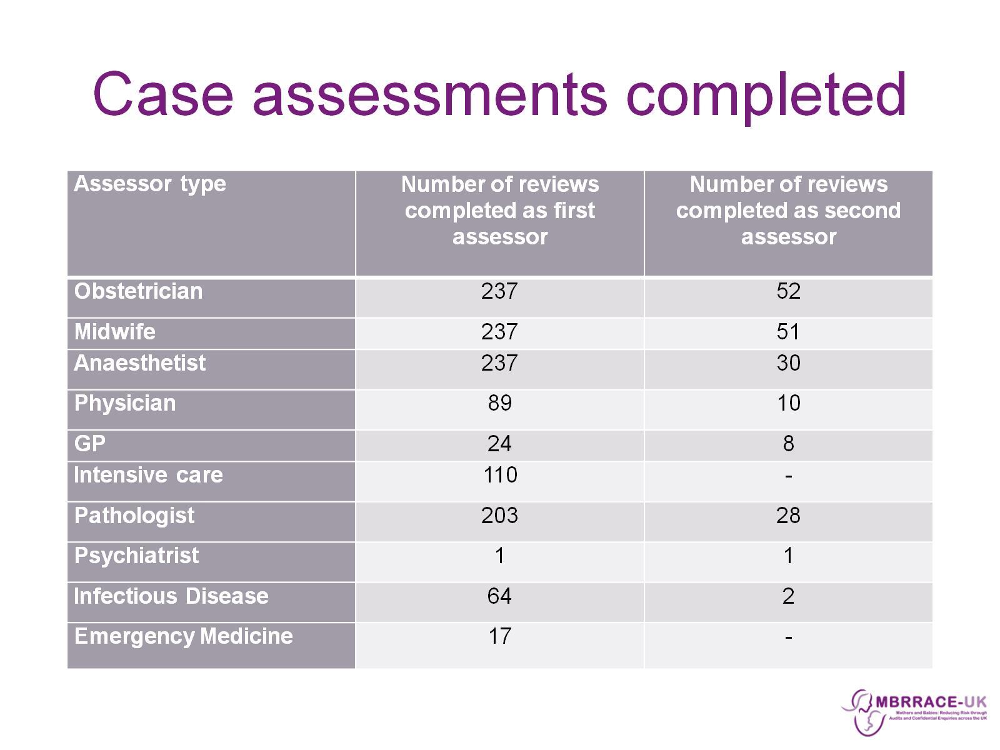 Case assessments completed
Assessor type
Number of reviews
completed as first
assessor
Number of reviews
completed as second
assessor
Obstetrician 237 52
Midwife 237 51
Anaesthetist 237 30
Physician 89 10
GP 24 8
Intensive care 110 -
Pathologist 203 28
Psychiatrist 1 1
Infectious Disease 64 2
Emergency Medicine 17 -
MBRRACE-UK
Mothers and Babies: Reducing Risk through
Audits and Confidential Enquiries across the UK